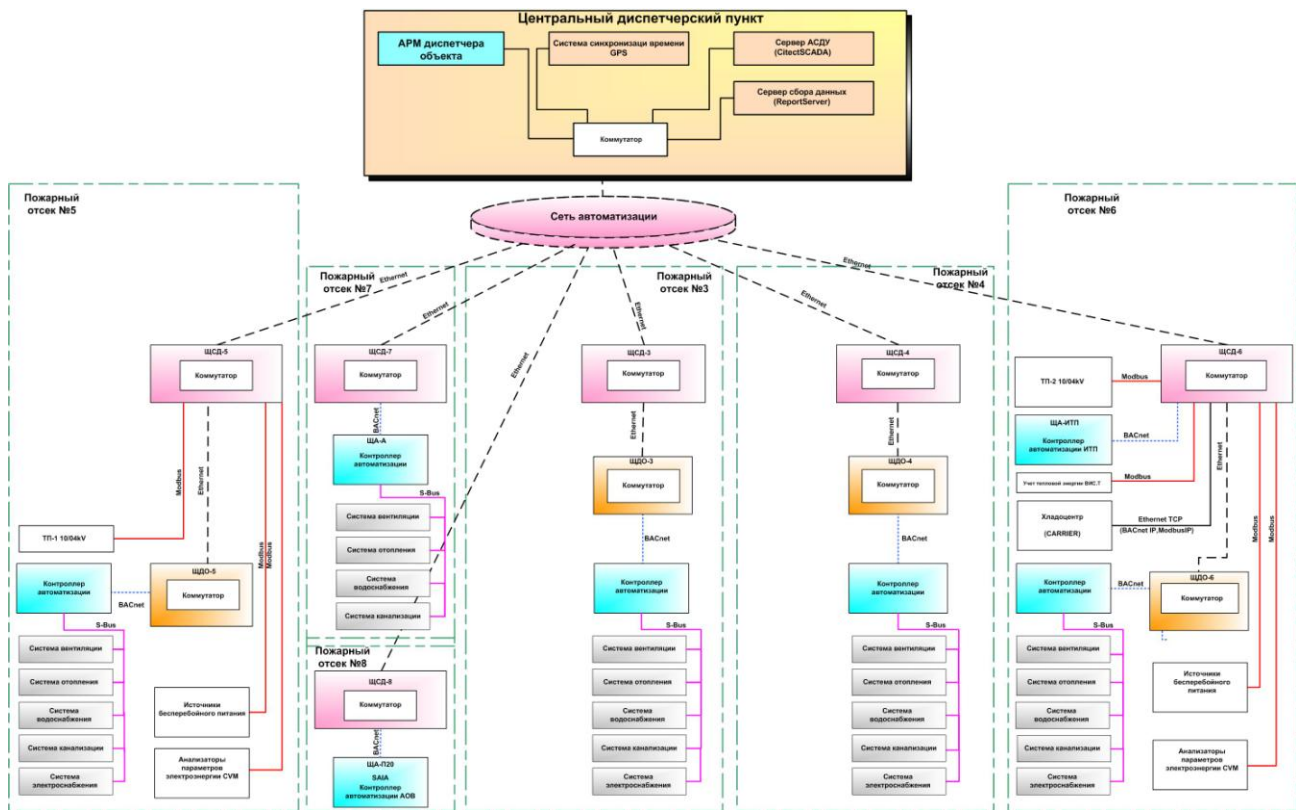 Центральный диспетчерский пункт
АРМ диспетчера
объекта
Система синхронизаци времени
GPS
Сервер АСДУ
(CitectSCADA)
Сервер сбора данных
(ReportServer)
Коммутатор
Сеть автоматизации
Пожарный
отсек №5
Ethernet
ЩСД-5
Коммутатор
Modbus
Ethernet
Modbus
Modbus
ТП-1 10/04kV
Контроллер
автоматизации
BACnet
ЩДО-5
Коммутатор
S-Bus
Система вентиляции
Система отопления
Система
водоснабжения
Система канализации
Система
электроснабжения
Источники
бесперебойного питания
Анализаторы
параметров
электроэнергии CVM
Пожарный
отсек №7
Ethernet
ЩСД-7
Коммутатор
BACnet
ЩА-А
Контроллер
автоматизации
S-Bus
Система вентиляции
Система отопления
Система
водоснабжения
Система канализации
Пожарный
отсек №8
Ethernet
ЩСД-8
Коммутатор
BACnet
ЩА-П20
SAIA
Контроллер
автоматизации АОВ
Пожарный
отсек №3
Ethernet
ЩСД-3
Коммутатор
Ethernet
ЩДО-3
Коммутатор
BACnet
Контроллер
автоматизации
S-Bus
Система вентиляции
Система отопления
Система
водоснабжения
Система канализации
Система
электроснабжения
Пожарный
отсек №4
Ethernet
ЩСД-4
Коммутатор
Ethernet
ЩДО-4
Коммутатор
BACnet
Контроллер
автоматизации
S-Bus
Система вентиляции
Система отопления
Система
водоснабжения
Система канализации
Система
электроснабжения
Пожарный
отсек №6
Ethernet
ЩСД-6
Коммутатор
ТП-2 10/04kV
Modbus
ЩА-ИТП
Контроллер
автоматизации ИТП
BACnet
Ethernet
Учет тепловой энергии ВИС.Т
Modbus
Хладоцентр
(CARRIER)
Ethernet TCP
(BACnet IP,ModbusIP)
Modbus
Modbus
Контроллер
автоматизации
BACnet
ЩДО-6
Коммутатор
S-Bus
Система вентиляции
Система отопления
Система
водоснабжения
Система канализации
Система
электроснабжения
Источники
бесперебойного
питания
Анализаторы
параметров
электроэнергии CVM